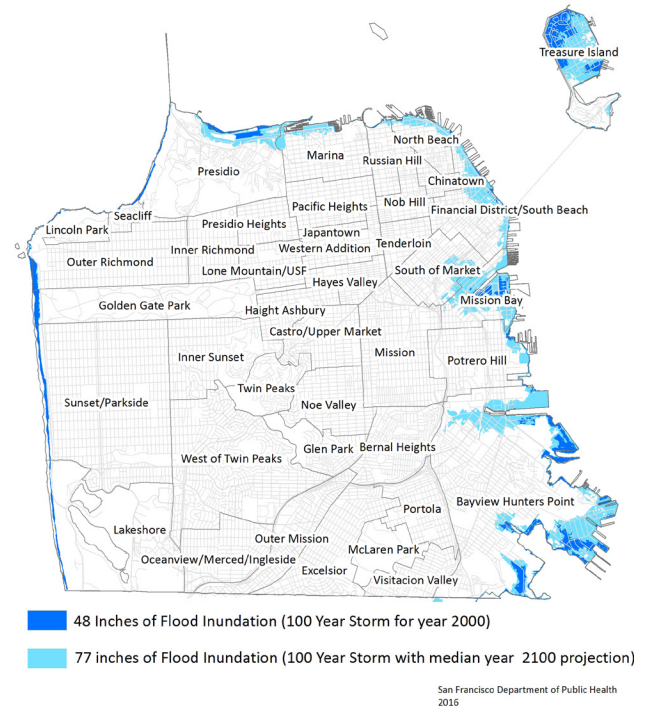 Treasure Island
North Beach
Marina
Russian Hill
Presidio
Chinatown
Pacific Heights
Nob Hill
Financial District/South Beach
Seacliff
Lincoln Park
Presidio Heights
Japantown
Inner Richmond
Western Addition
Tenderloin
Outer Richmond
Lone Mountain/USF
South of Market
Hayes Valley
Mission Bay
Golden Gate Park
Haight Ashbury
Castro/Upper Market
Inner Sunset
Mission
Potrero Hill
Twin Peaks
Sunset/Parkside
Noe Valley
Glen Park
Bernal Heights
West of Twin Peaks
Bayview Hunters Point
Portola
Lakeshore
Outer Mission
McLaren Park
Oceanview/Merced/Ingleside
Excelsior
Visitacion Valley
48 Inches of Flood Inundation (100 Year Storm for year 2000)
77 inches of Flood Inundation (100 Year Storm with median year 2100 projection)
San Francisco Department of Public Health
2016